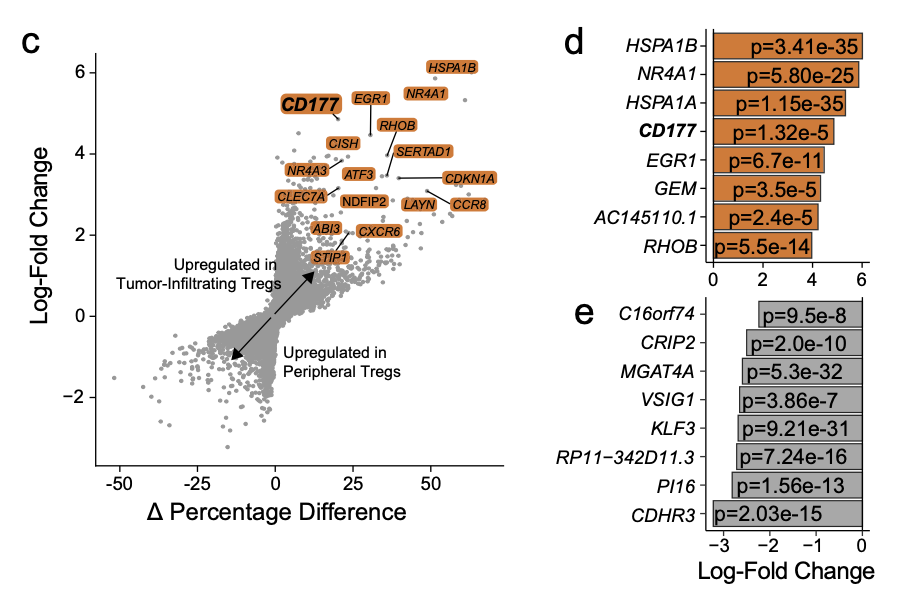 c
Log-Fold Change
6
4
2
0
−2
-50
-25
0
25
50
Δ Percentage Difference
HSPA1B
NR4A1
CD177
EGR1
RHOB
CISH
SERTAD1
NR4A3
ATF3
CDKN1A
CLEC7A
NDFIP2
LAYN
CCR8
ABI3
CXCR6
STIP1
Upregulated in
Tumor-Infiltrating Tregs
Upregulated in
Peripheral Tregs
d
HSPA1B p=3.41e-35
NR4A1 p=5.80e-25
HSPA1A p=1.15e-35
CD177 p=1.32e-5
EGR1 p=6.7e-11
GEM p=3.5e-5
AC145110.1 p=2.4e-5
RHOB p=5.5e-14
0 2 4 6
e
C16orf74 p=9.5e-8
CRIP2 p=2.0e-10
MGAT4A p=5.3e-32
VSIG1 p=3.86e-7
KLF3 p=9.21e-31
RP11−342D11.3 p=7.24e-16
PI16 p=1.56e-13
CDHR3 p=2.03e-15
−3 −2 −1 0
Log-Fold Change